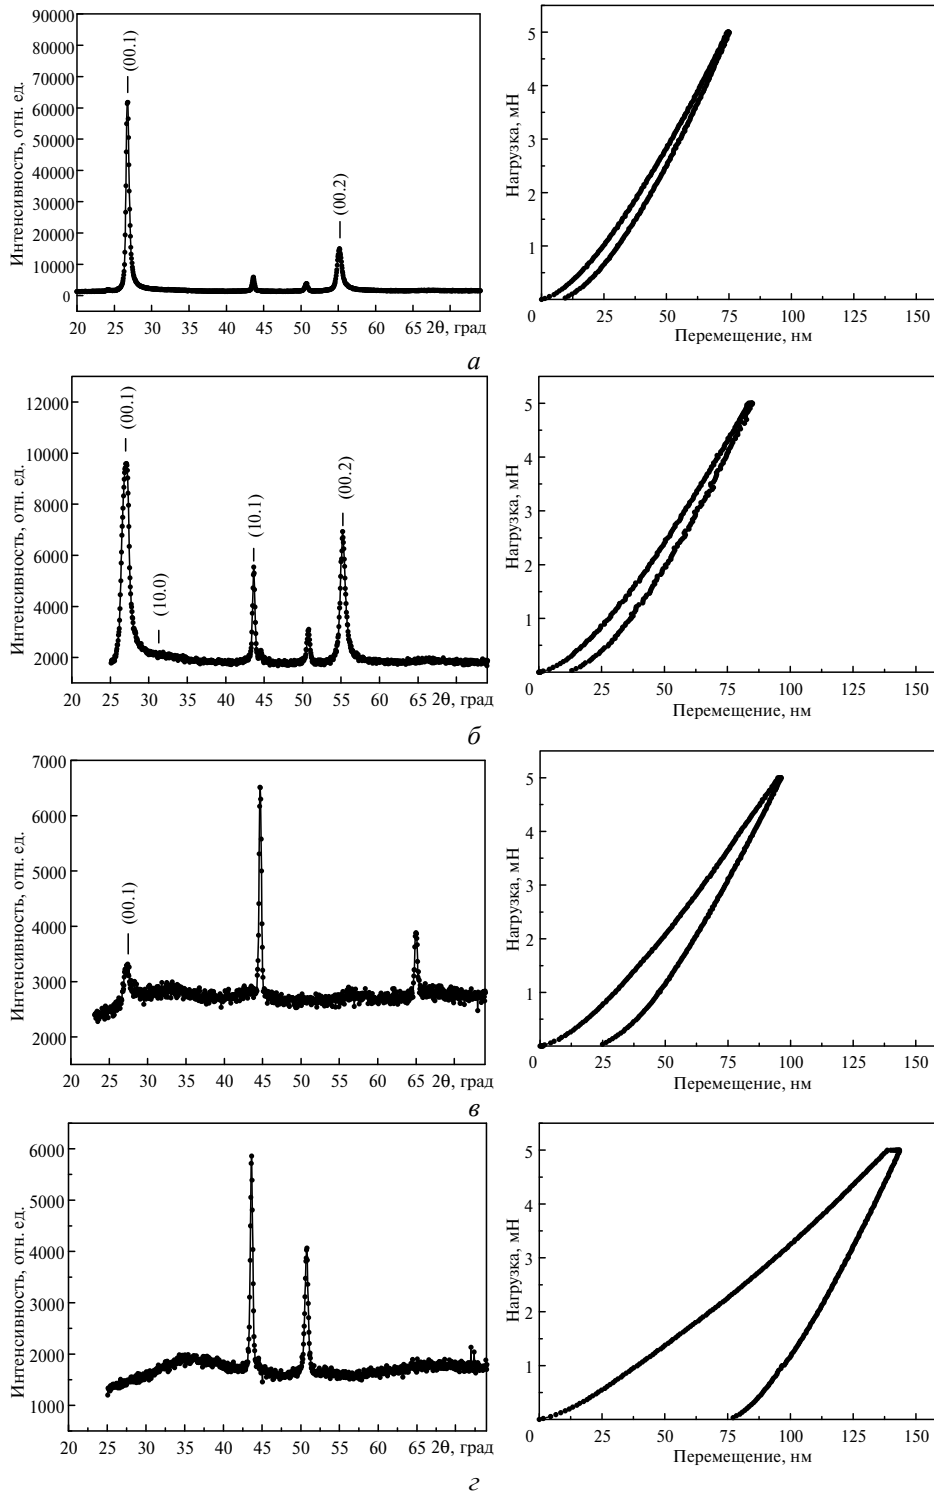 90000
80000
70000
60000
50000
40000
30000
20000
10000
0
Интенсивность, отн. ед.
(00.1)
(00.2)
20 25 30 35 40 45 50 55 60 65 2θ, град
5
4
3
2
1
0 25 50 75 100 125 150
Нагрузка, мН
Перемещение, нм
а
12000
10000
8000
6000
4000
2000
Интенсивность, отн. ед.
(00.1)
(10.0)
(10.1)
(00.2)
20 25 30 35 40 45 50 55 60 65 2θ, град
5
4
3
2
1
0 25 50 75 100 125 150
Нагрузка, мН
Перемещение, нм
б
7000
6000
5000
4000
3000
2000
Интенсивность, отн. ед.
(00.1)
20 25 30 35 40 45 50 55 60 65 2θ, град
5
4
3
2
1
0 25 50 75 100 125 150
Нагрузка, мН
Перемещение, нм
в
6000
5000
4000
3000
2000
1000
Интенсивность, отн. ед.
20 25 30 35 40 45 50 55 60 65 2θ, град
5
4
3
2
1
0 25 50 75 100 125 150
Нагрузка, мН
Перемещение, нм
г